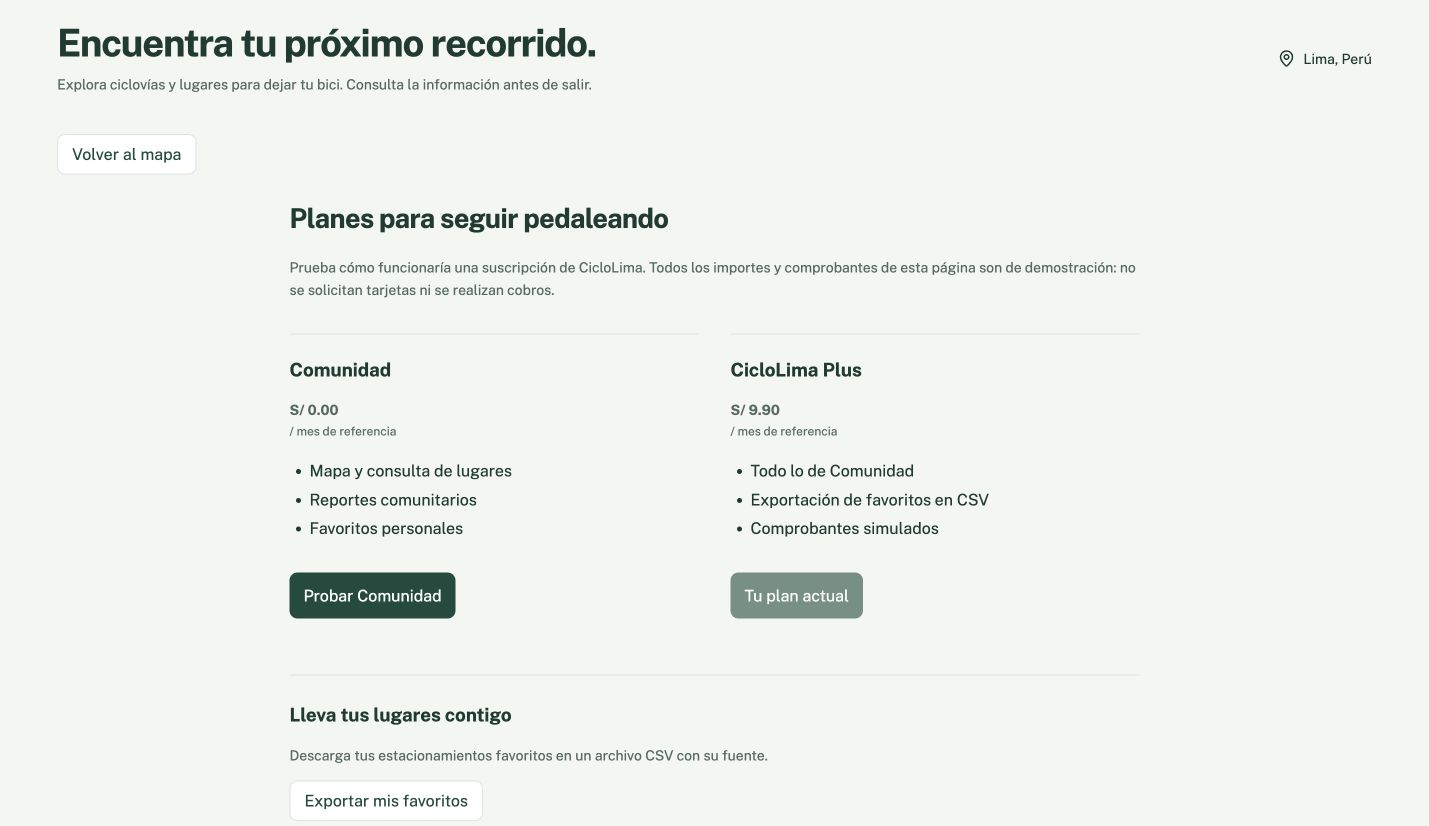 Encuentra tu próximo recorrido.
Explora ciclovías y lugares para dejar tu bici. Consulta la información antes de salir.
Lima, Perú
Volver al mapa
Planes para seguir pedaleando
Prueba cómo funcionaría una suscripción de CicloLima. Todos los importes y comprobantes de esta página son de demostración: no
se solicitan tarjetas ni se realizan cobros.
Comunidad
S/ 0.00
/ mes de referencia
• Mapa y consulta de lugares
• Reportes comunitarios
• Favoritos personales
Probar Comunidad
CicloLima Plus
S/ 9.90
/ mes de referencia
• Todo lo de Comunidad
• Exportación de favoritos en CSV
• Comprobantes simulados
Tu plan actual
Lleva tus lugares contigo
Descarga tus estacionamientos favoritos en un archivo CSV con su fuente.
Exportar mis favoritos